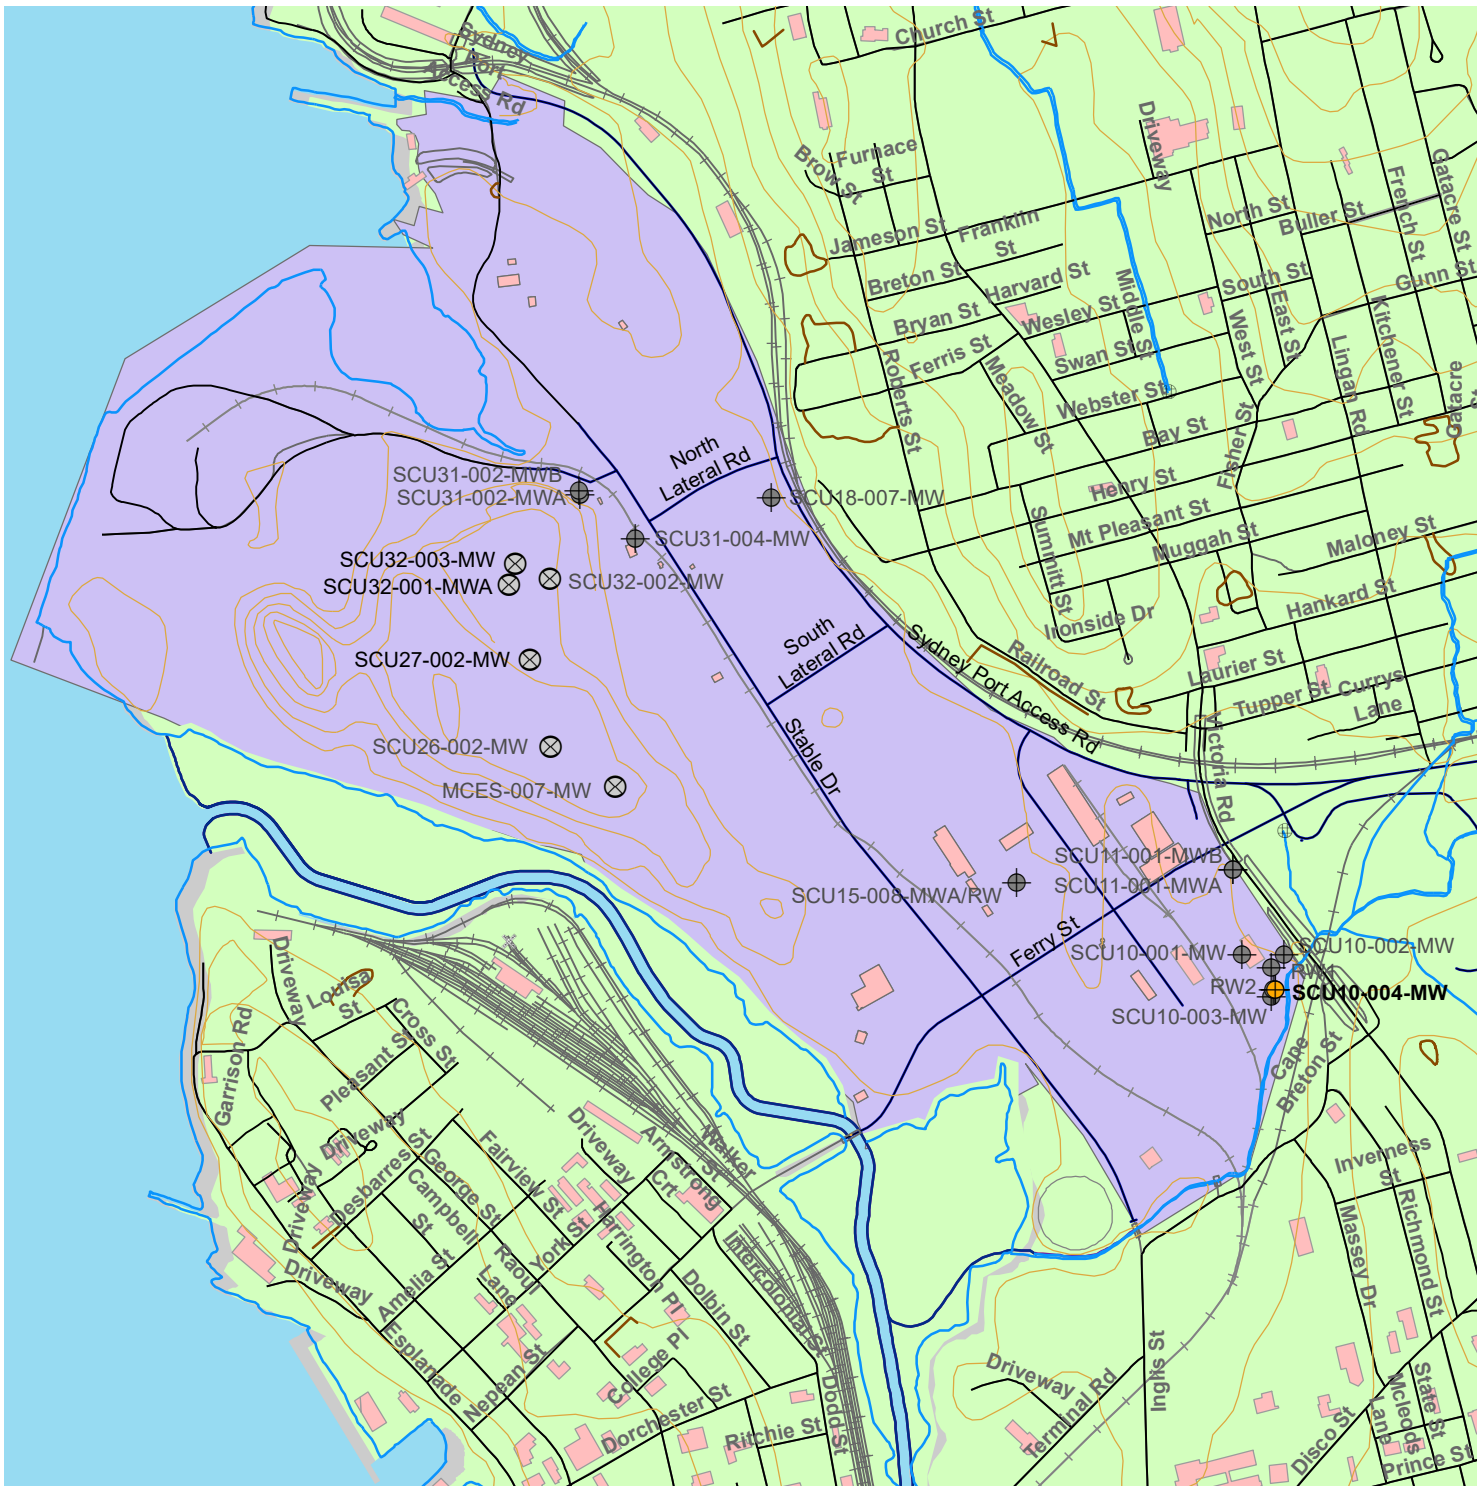 Church St
Sydney
Port
Access Rd
Driveway
Furnace
St
Brow St
Gatacre St
French St
North St
Buller St
Jameson St
Franklin
St
Breton St
Harvard St
Middle St
South St
East St
Gunn St
Bryan St
Wesley St
West St
Kitchener St
Lingan Rd
Ferris St
Swan St
Roberts St
Meadow St
Webster St
Gatacre
Bay St
Fisher St
North
Lateral Rd
SCU31-002-MWB
SCU31-002-MWA
SCU18-007-MW
Henry St
Mt Pleasant St
Summitt St
Muggah St
Maloney St
SCU31-004-MW
SCU32-003-MW
SCU32-001-MWA
SCU32-002-MW
Hankard St
Ironside Dr
South
Lateral Rd
Sydney Port Access Rd
Railroad St
SCU27-002-MW
Laurier St
Tupper St
Currys
Lane
Victoria Rd
Stable Dr
SCU26-002-MW
MCES-007-MW
SCU11-001-MWB
SCU11-001-MWA
SCU15-008-MWA/RW
Ferry St
SCU10-001-MW
SCU10-002-MW
RW1
RW2
SCU10-004-MW
SCU10-003-MW
Cape
Breton St
Driveway
Louisa
St
Cross St
Garrison Rd
Pleasant St
Driveway
Desbarres St
George St
Campbell
St
Fairview St
Driveway
Armstrong
Crt
Walker
St
Driveway
Driveway
Amelia St
Raoul
Lane
York St
Harrington Pl
Intercolonial St
Dolbin St
Esplanade
Nepean St
College Pl
Dorchester St
Ritchie St
Dodd St
Inverness
St
Richmond St
Massey Dr
Inglis St
Driveway
Terminal Rd
Disco St
State St
Mcleods
Lane
Prince St